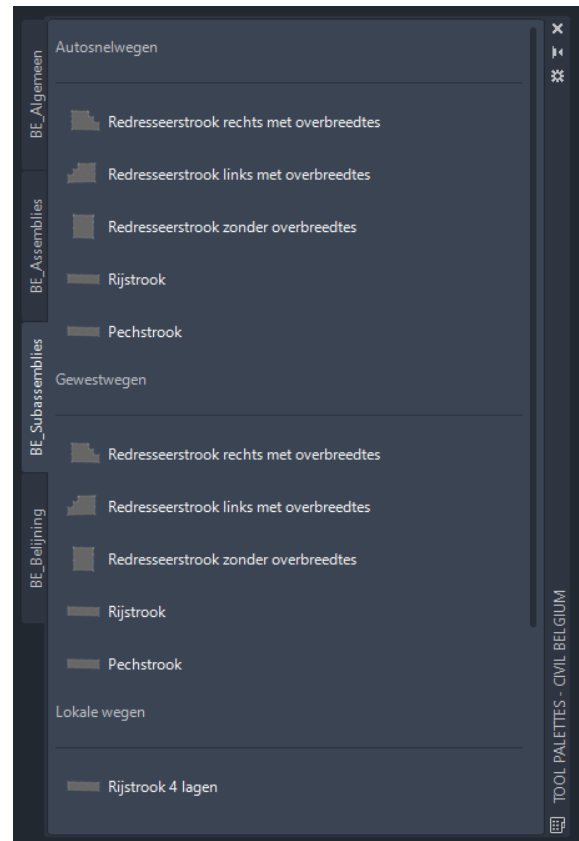 BE_Algemeen
BE_Assemblies
BE_Subassemblies
BE_Belijning
Autosnelwegen
Redresseerstrook rechts met overbreedtes
Redresseerstrook links met overbreedtes
Redresseerstrook zonder overbreedtes
Rijstrook
Pechstrook
Gewestwegen
Redresseerstrook rechts met overbreedtes
Redresseerstrook links met overbreedtes
Redresseerstrook zonder overbreedtes
Rijstrook
Pechstrook
Lokale wegen
Rijstrook 4 lagen
TOOL PALETTES - CIVIL BELGIUM